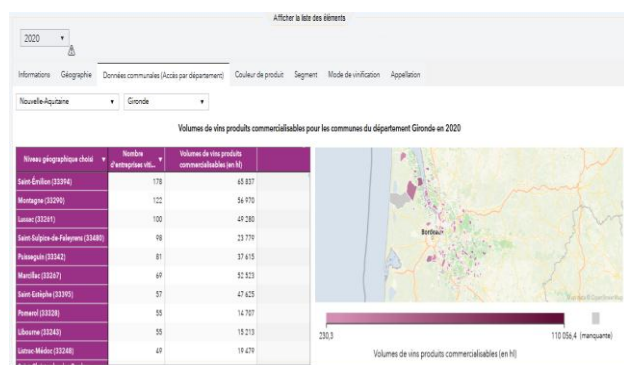 Afficher la liste des éléments
2020
Informations Géographie Données communales (Accès par département) Couleur de produit Segment Mode de vinification Appellation
Nouvelle-Aquitaine Gironde
Volumes de vins produits commercialisables pour les communes du département Gironde en 2020
Niveau géographique choisi Nombre d'entreprises viti... Volumes de vins produits commercialisables (en hl)
Saint-Émilion (33394) 178 65 837
Montagne (33290) 122 56 970
Lussac (33261) 100 49 280
Saint-Sulpice-de-Faleyrens (33480) 98 23 779
Puisseguin (33342) 81 37 615
Marcillac (33267) 69 52 523
Saint-Estèphe (33395) 57 47 625
Pomerol (33328) 55 14 707
Libourne (33243) 55 15 213
Listrac-Médoc (33248) 49 19 479
Bordeaux
230,3 110 056,4 (manquante)
Volumes de vins produits commercialisables (en hl)